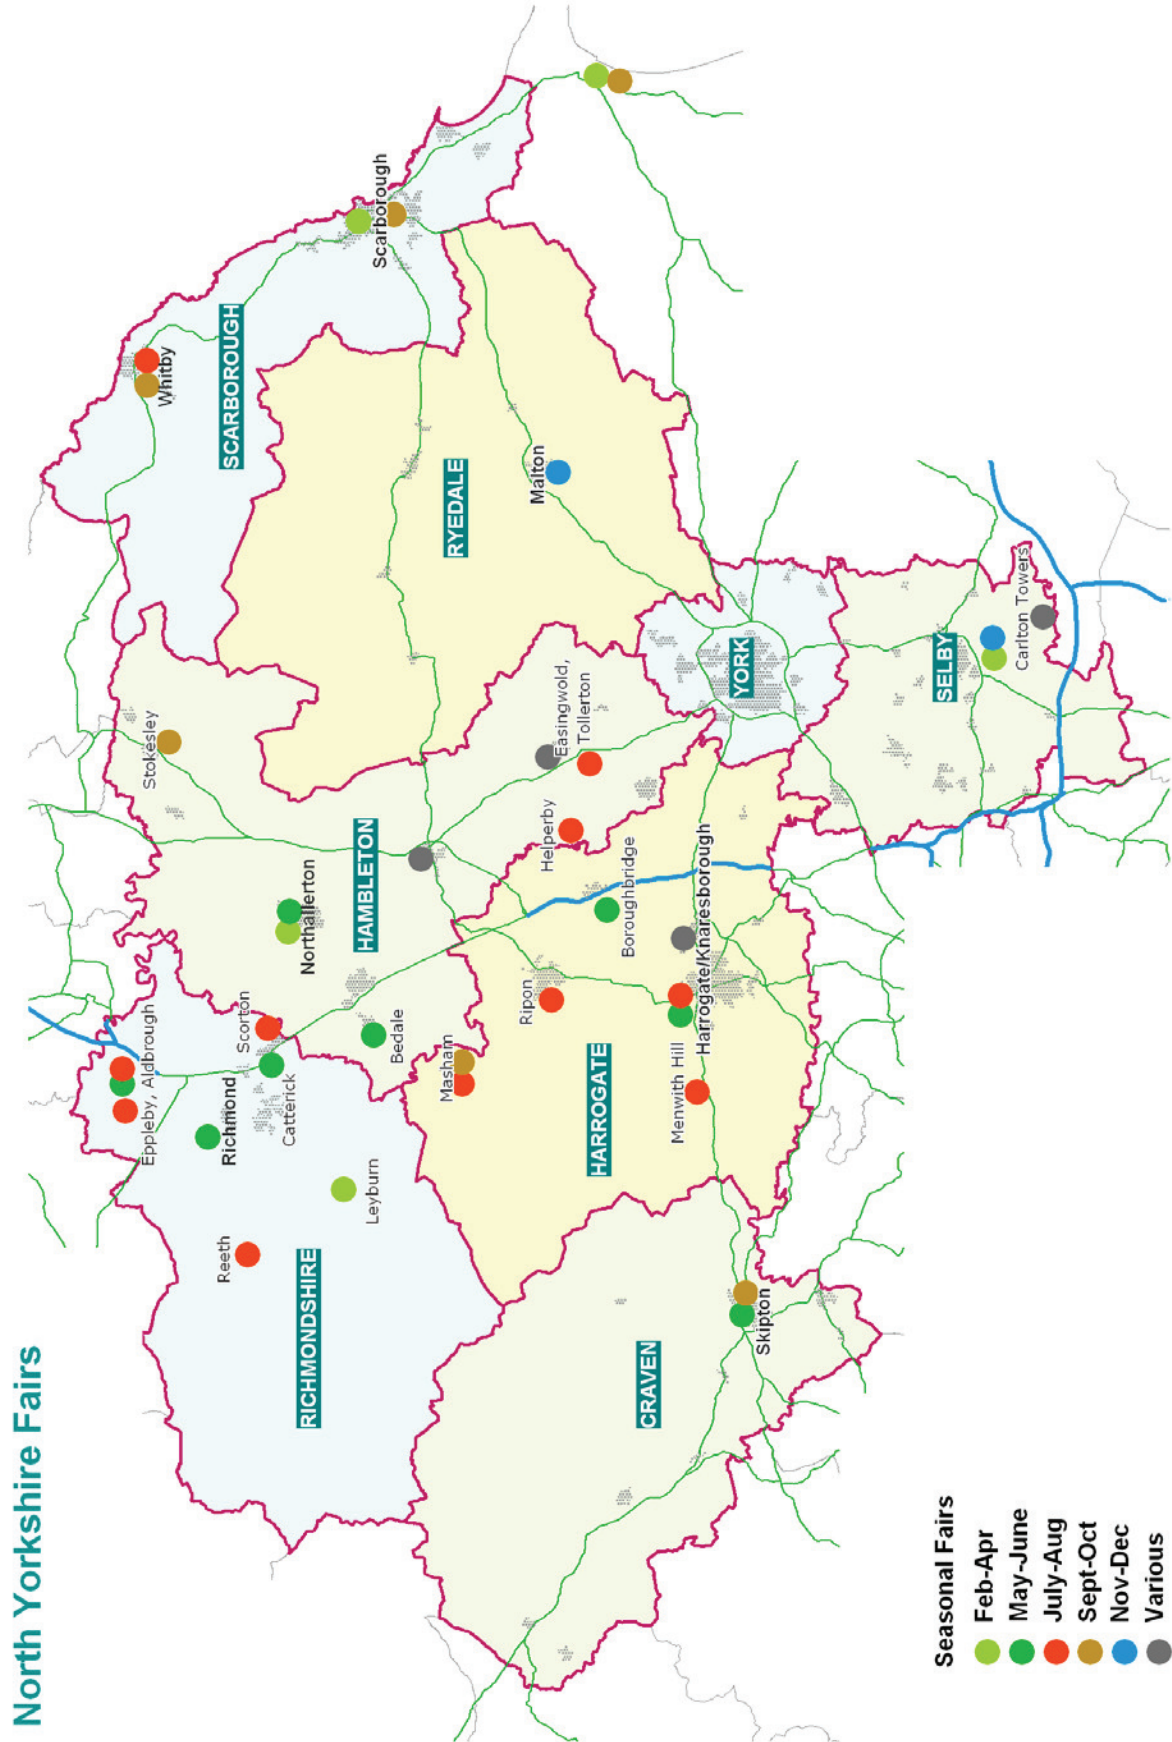 North Yorkshire Fairs
Whitby
SCARBOROUGH
Scarborough
Stokesley
RYEDALE
Malton
Eppleby, Aldbrough
Richmond
Scorton
Catterick
Northallerton
HAMBLETON
Bedale
Reeth
Leyburn
RICHMONDSHIRE
Masham
Ripon
Helperby
Easingwold,
Tollerton
Boroughbridge
HARROGATE
Menwith Hill
Harrogate/Knaresborough
YORK
CRAVEN
Skipton
SELBY
Carlton Towers
Seasonal Fairs
Feb-Apr
May-June
July-Aug
Sept-Oct
Nov-Dec
Various